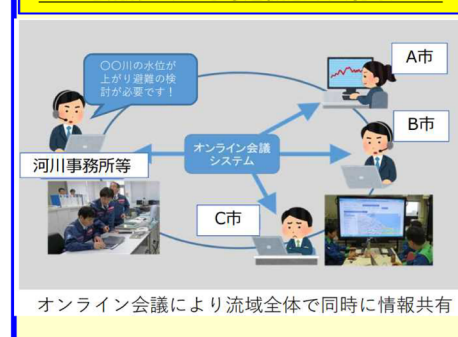 〇〇川の水位が
上がり避難の検
討が必要です！
A市
B市
オンライン会議
システム
河川事務所等
C市
オンライン会議により流域全体で同時に情報共有